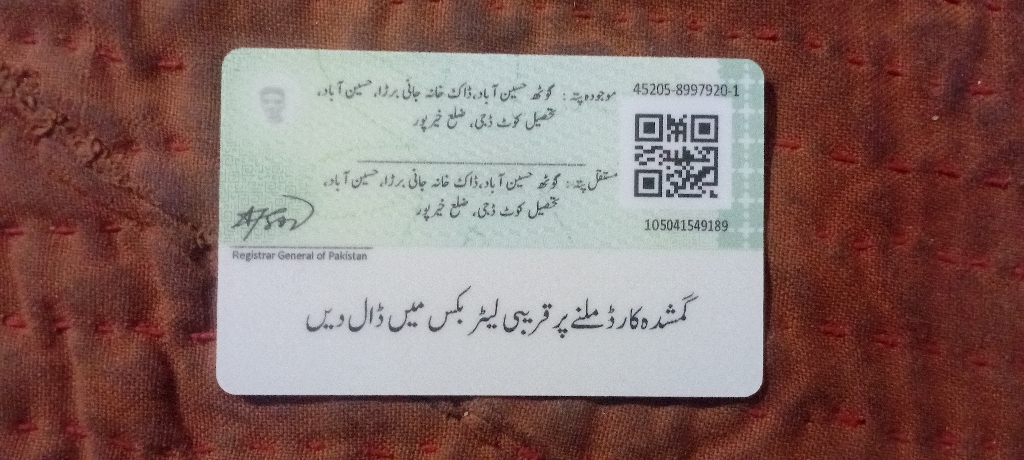 موجودہ پتہ : گوٹھ حسین آباد، ڈاک خانہ جانی برڑا، حسین آباد،
تحصیل کوٹ ڈجی، ضلع خیرپور
45205-8997920-1
مستقل پتہ : گوٹھ حسین آباد، ڈاک خانہ جانی برڑا، حسین آباد،
تحصیل کوٹ ڈجی، ضلع خیرپور
105041549189
Registrar General of Pakistan
گمشدہ کارڈ ملنے پر قریبی لیٹر بکس میں ڈال دیں